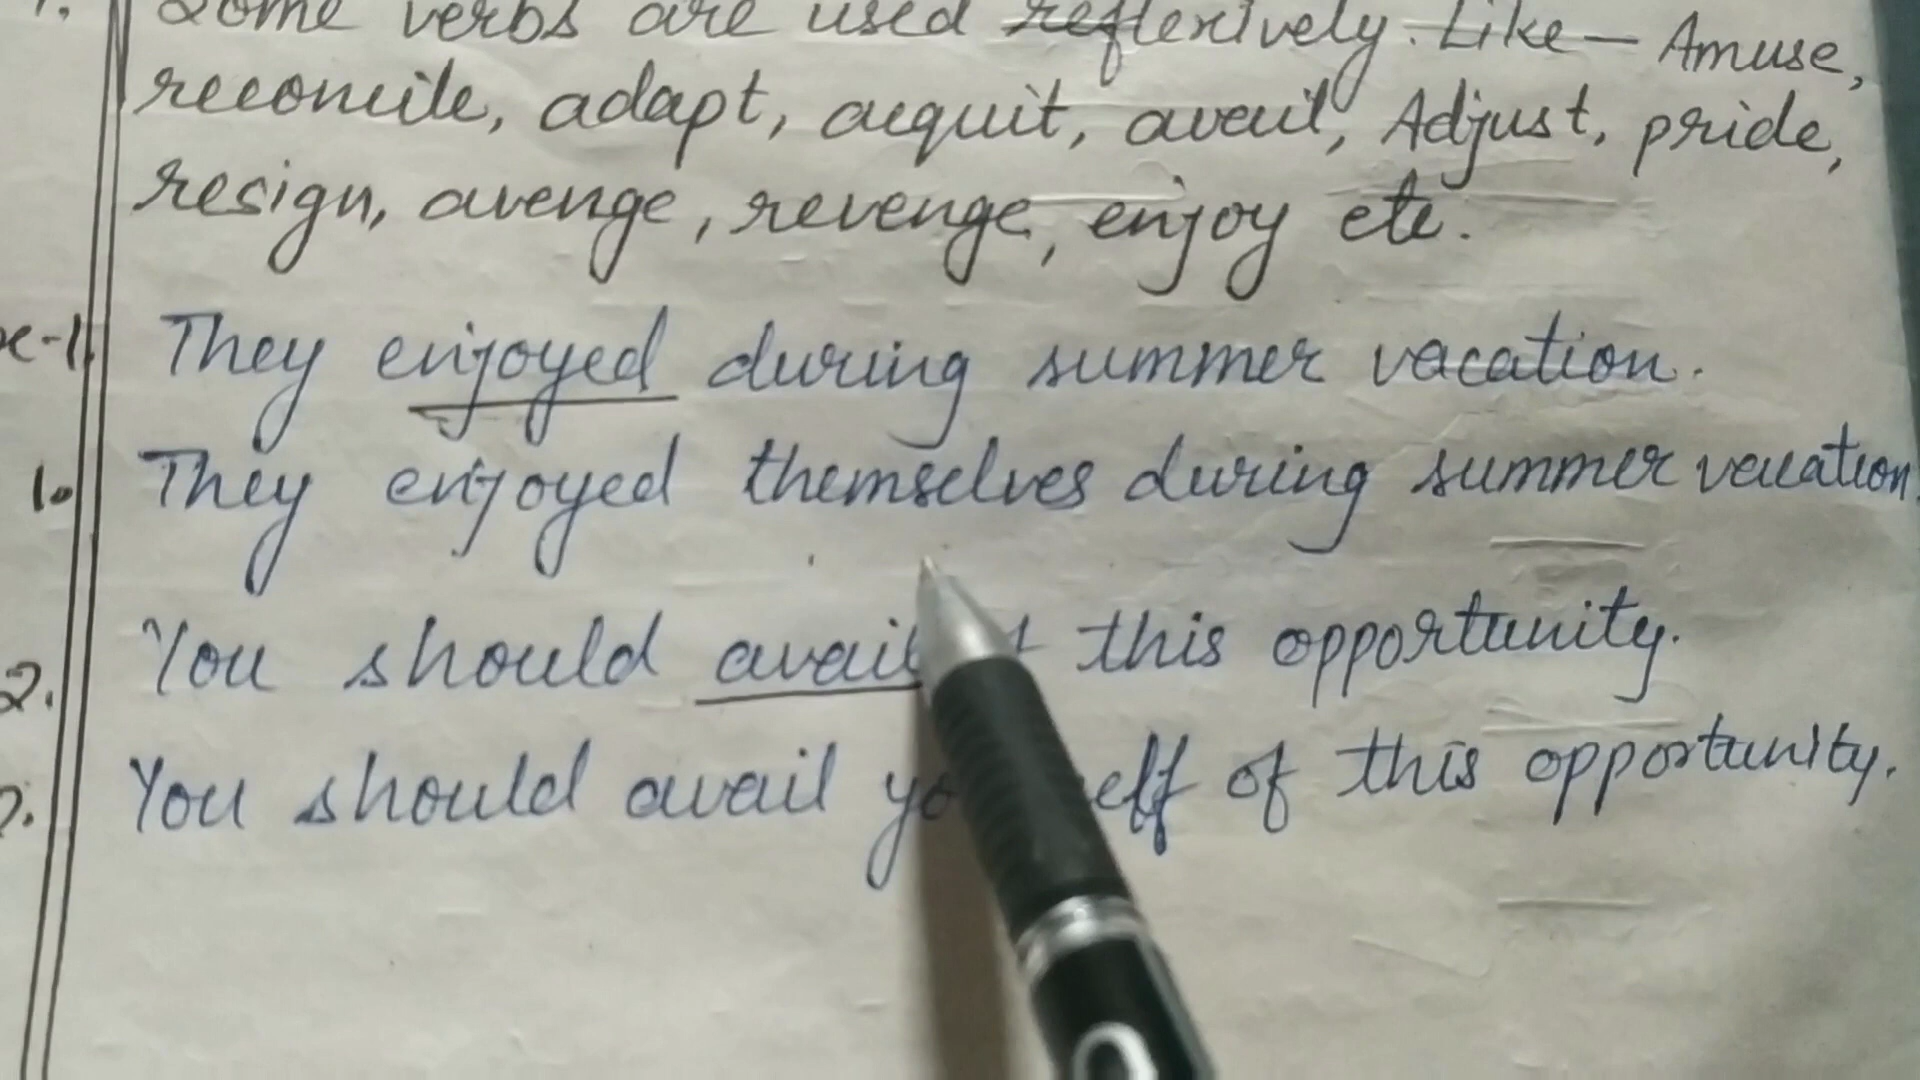 Some verbs are used reflexively. Like — Amuse,
reconcile, adapt, acquit, avail, Adjust, pride,
resign, avenge, revenge, enjoy etc.
They enjoyed during summer vacation.
1. They enjoyed themselves during summer vacation.
2. You should avail this opportunity.
You should avail of this opportunity.